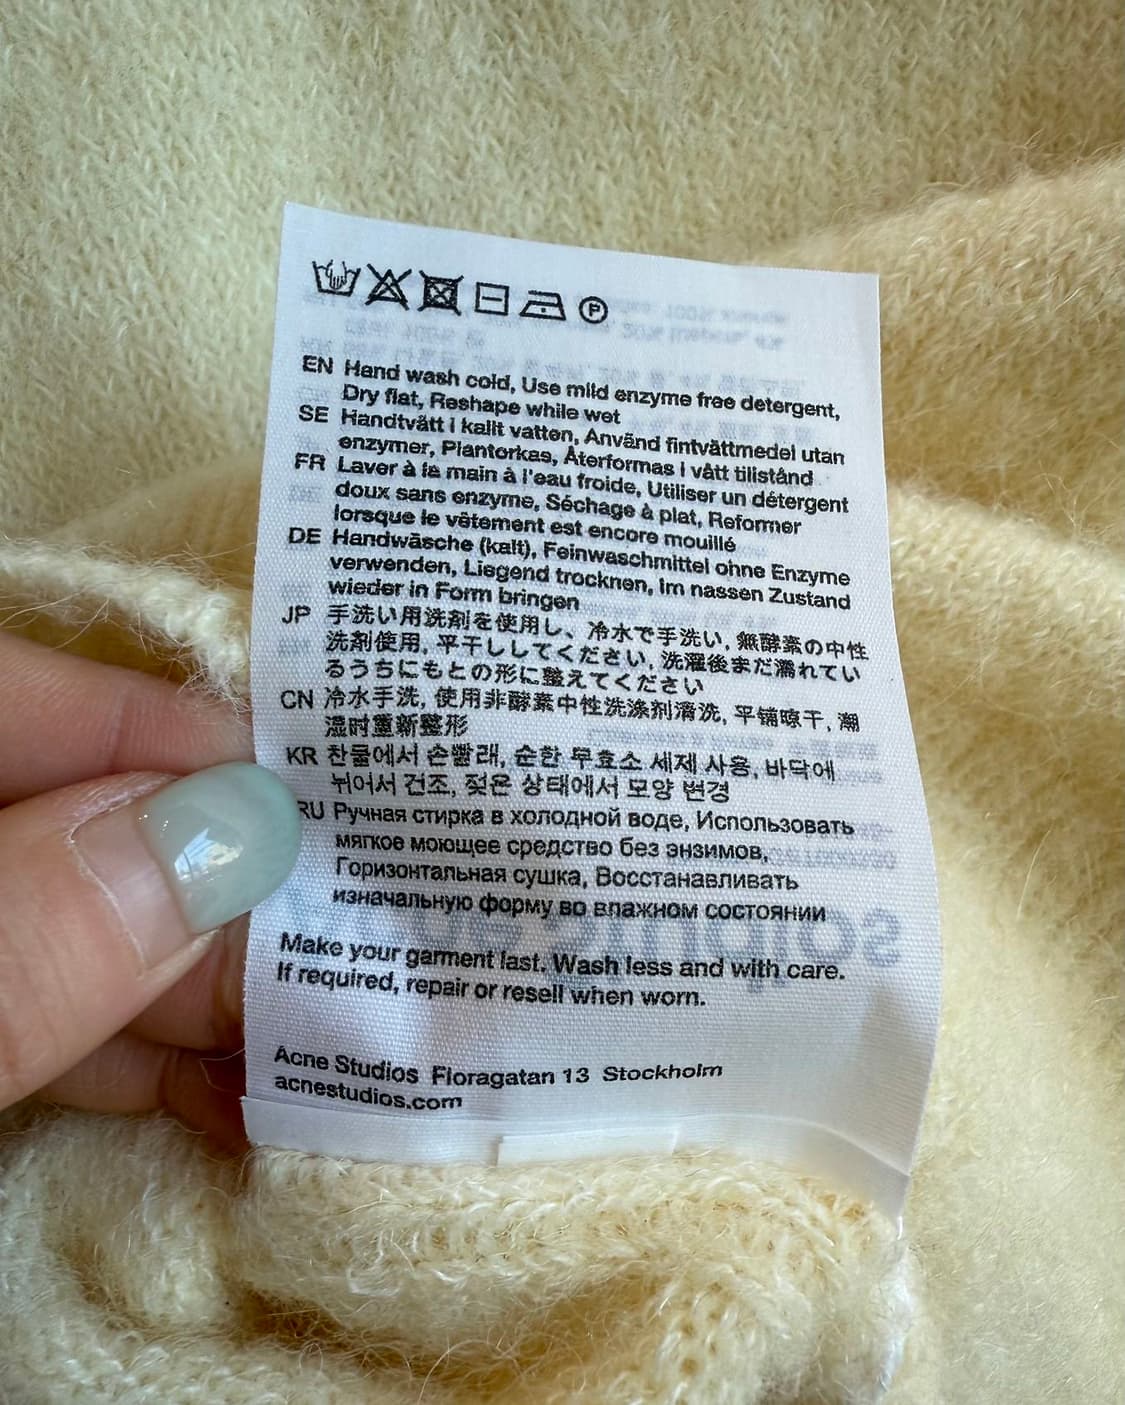 P
EN Hand wash cold, Use mild enzyme free detergent,
Dry flat, Reshape while wet
SE Handtvätt i kallt vatten, Använd fintvättmedel utan
enzymer, Plantorkas, Återformas i vått tillstånd
FR Laver à la main à l'eau froide, Utiliser un détergent
doux sans enzyme, Séchage à plat, Reformer
lorsque le vêtement est encore mouillé
DE Handwäsche (kalt), Feinwaschmittel ohne Enzyme
verwenden, Liegend trocknen, Im nassen Zustand
wieder in Form bringen
JP 手洗い用洗剤を使用し、冷水で手洗い, 無酵素の中性
洗剤使用, 平干ししてください, 洗濯後まだ濡れてい
るうちにもとの形に整えてください
CN 冷水手洗, 使用非酵素中性洗涤剂清洗, 平铺晾干, 潮
湿时重新整形
KR 찬물에서 손빨래, 순한 무효소 세제 사용, 바닥에
뉘어서 건조, 젖은 상태에서 모양 변경
RU Ручная стирка в холодной воде, Использовать
мягкое моющее средство без энзимов,
Горизонтальная сушка, Восстанавливать
изначальную форму во влажном состоянии
Make your garment last. Wash less and with care.
If required, repair or resell when worn.
Acne Studios Floragatan 13 Stockholm
acnestudios.com